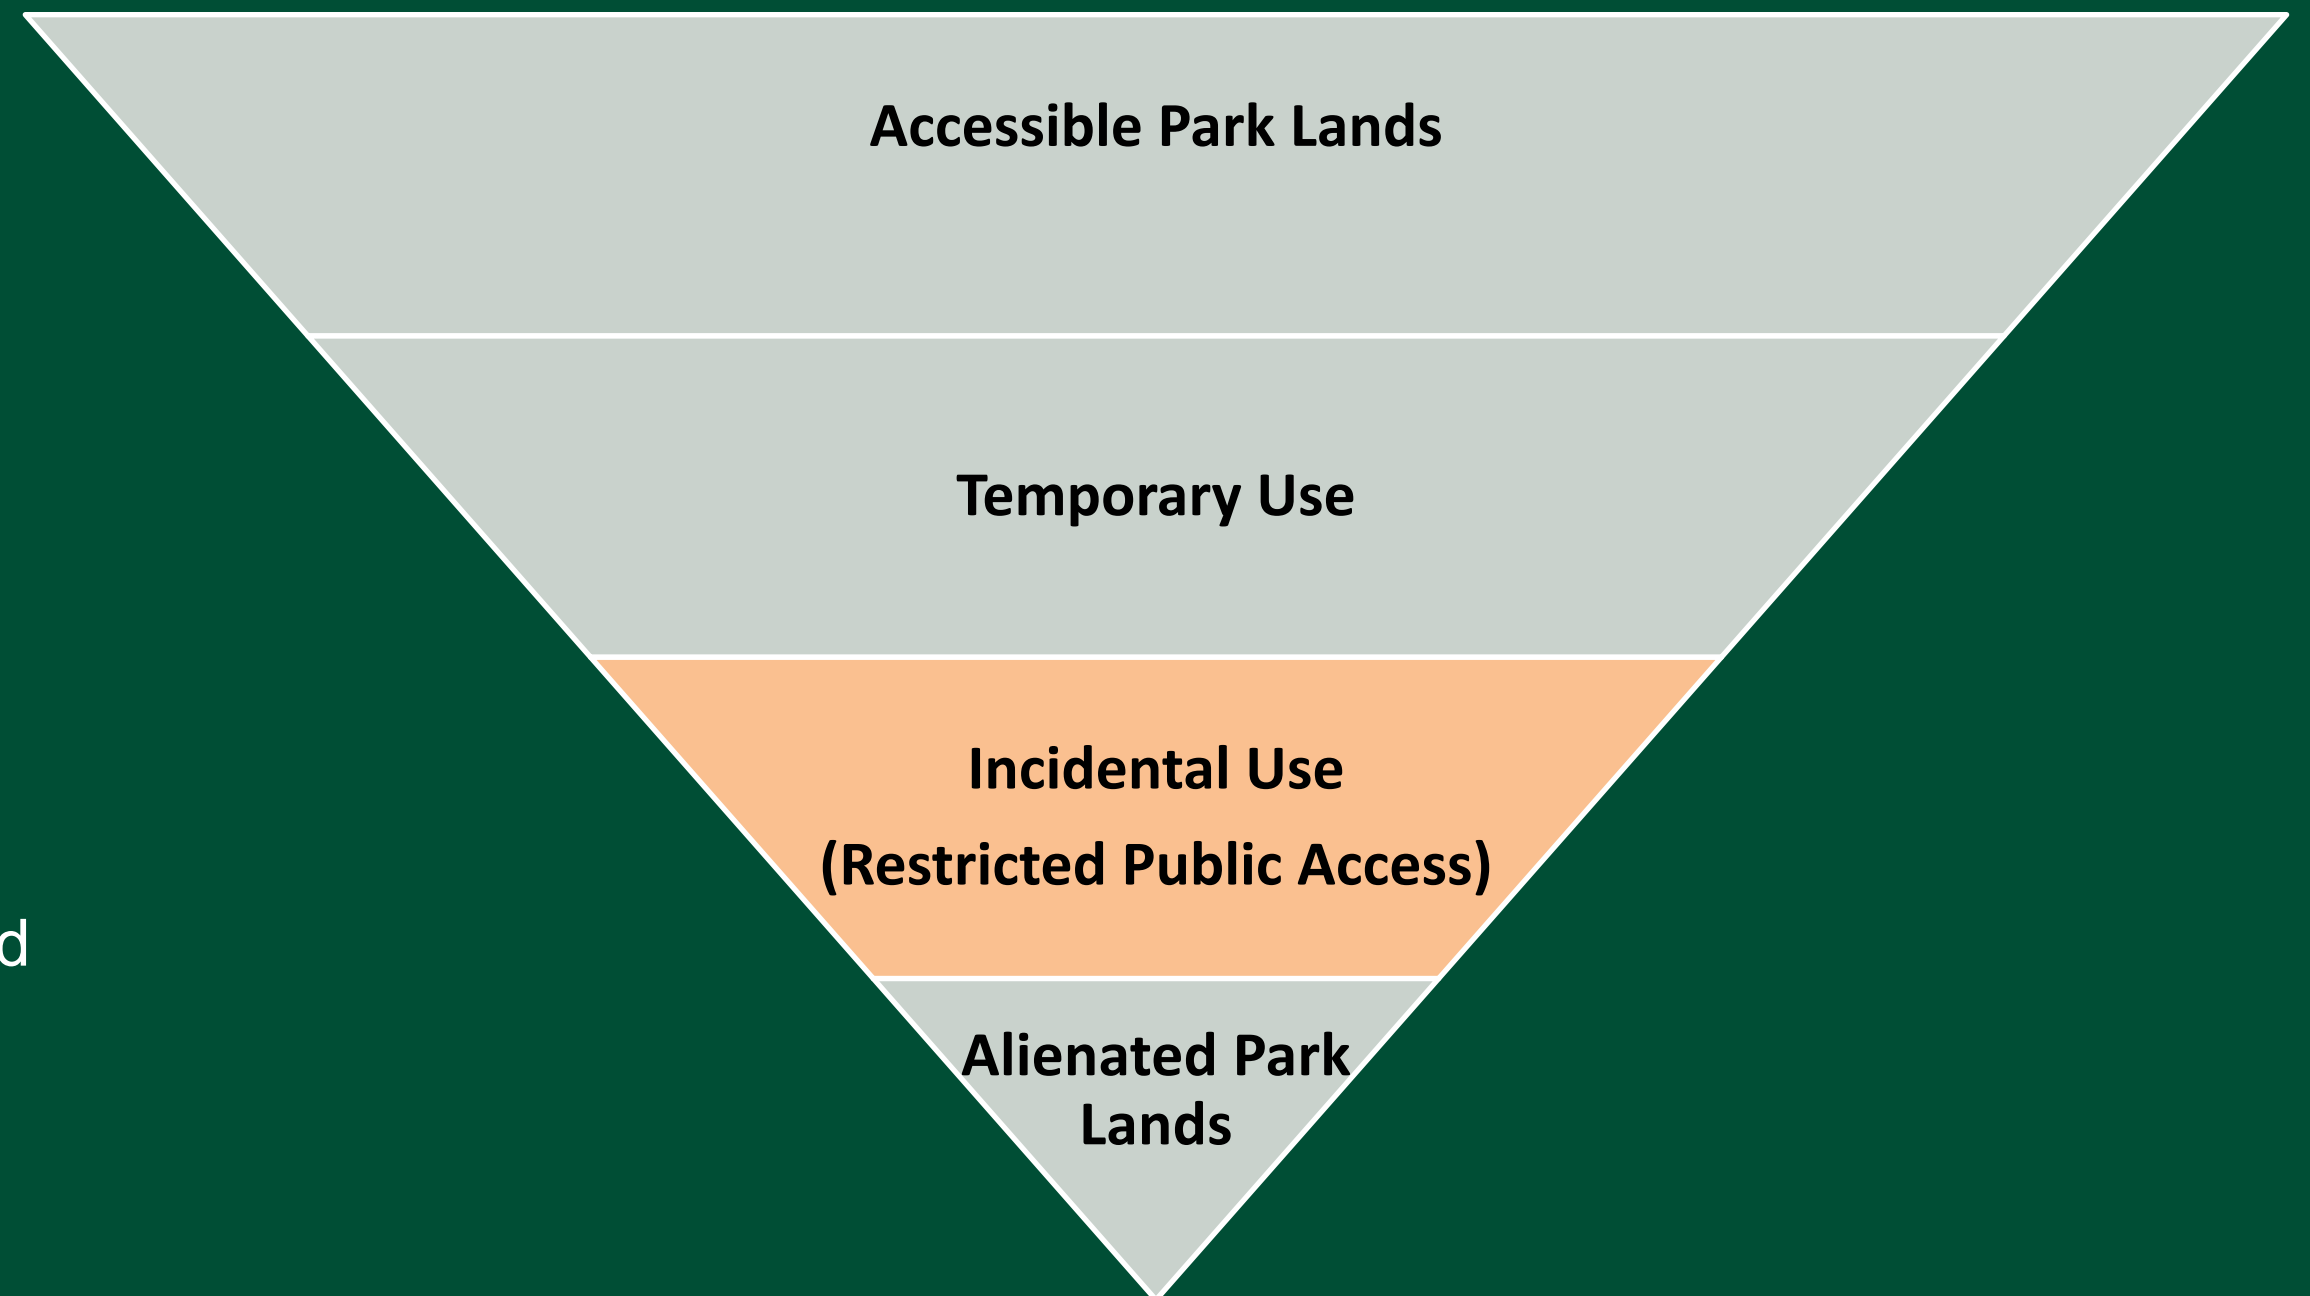 Accessible Park Lands
Temporary Use
Incidental Use
(Restricted Public Access)
d
Alienated Park
Lands